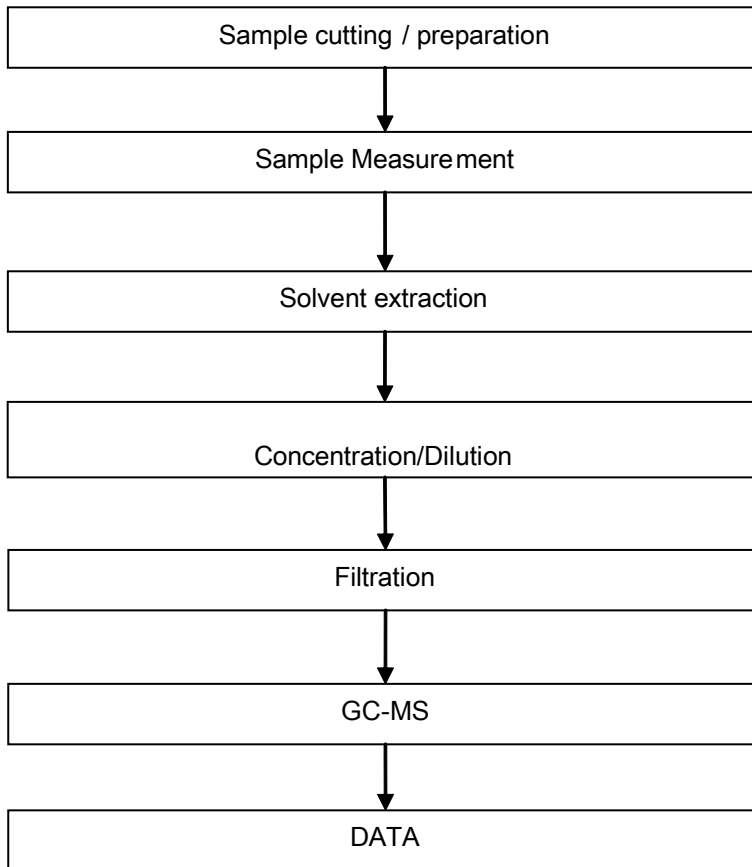 Sample cutting / preparation
Sample Measurement
Solvent extraction
Concentration/Dilution
Filtration
GC-MS
DATA